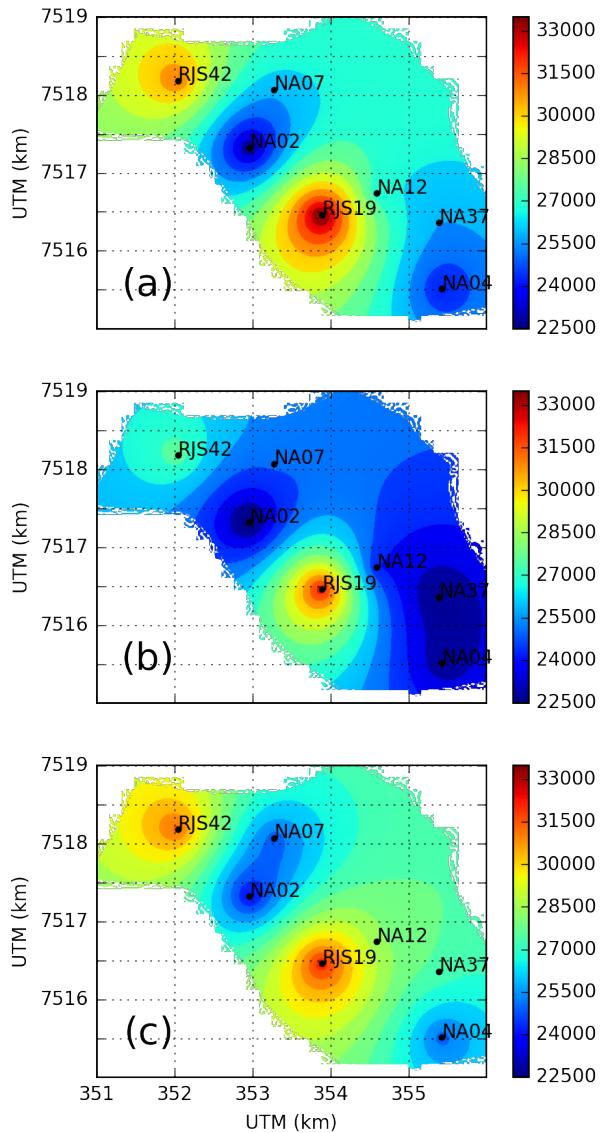 7519
33000
RJS42
NA07
7518
31500
30000
NA02
7517
28500
NA12
UTM (km)
RJS19
NA37
27000
7516
25500
(a)
NA04
24000
22500
7519
33000
RJS42
NA07
7518
31500
30000
NA02
7517
28500
NA12
UTM (km)
RJS19
NA37
27000
7516
25500
(b)
NA04
24000
22500
7519
33000
RJS42
NA07
7518
31500
30000
NA02
7517
28500
NA12
UTM (km)
RJS19
NA37
27000
7516
25500
(c)
NA04
24000
22500
351 352 353 354 355
UTM (km)